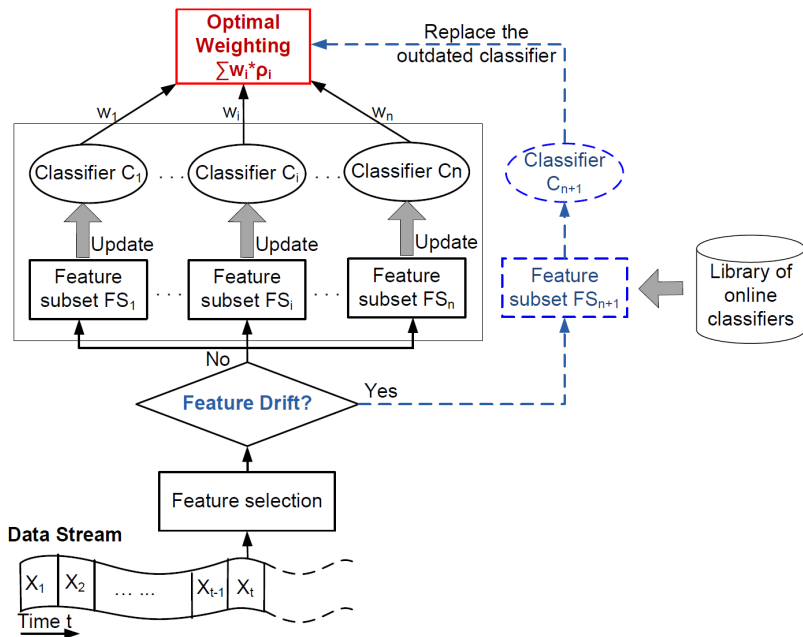 Optimal
Weighting
∑wᵢ*ρᵢ
Replace the
outdated classifier
w₁
wᵢ
wₙ
Classifier C₁
. . .
Classifier Cᵢ
. . .
Classifier Cn
Classifier
Cₙ₊₁
Update
Update
Update
Feature
subset FS₁
. . .
Feature
subset FSᵢ
. . .
Feature
subset FSₙ
Feature
subset FSₙ₊₁
Library of
online
classifiers
No
Feature Drift?
Yes
Feature selection
Data Stream
X₁
X₂
... ...
Xₜ₋₁
Xₜ
Time t